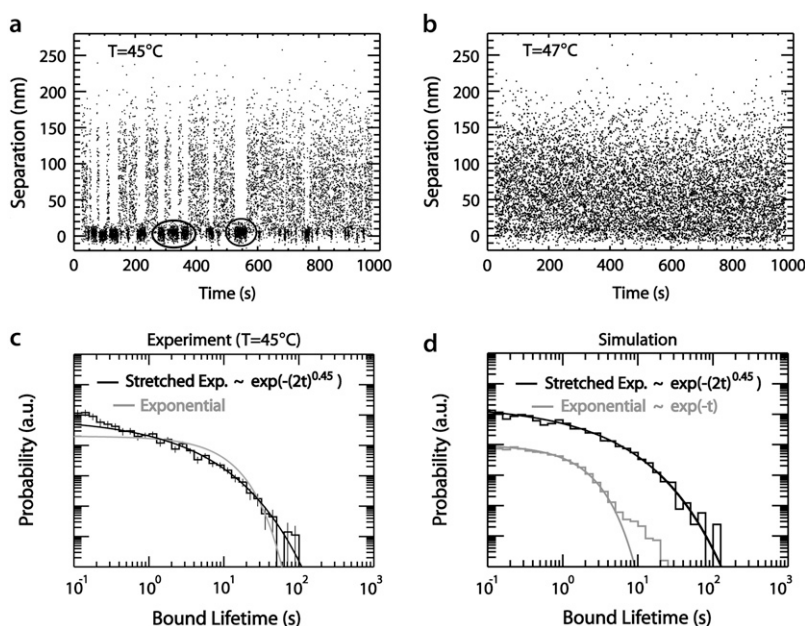 a
T=45°C
250
200
150
100
50
0
Separation (nm)
0 200 400 600 800 1000
Time (s)
b
T=47°C
250
200
150
100
50
0
Separation (nm)
0 200 400 600 800 1000
Time (s)
c
Experiment (T=45°C)
Stretched Exp. ~ exp(-(2t)^0.45 )
Exponential
Probability (a.u.)
10^-1 10^0 10^1 10^2 10^3
Bound Lifetime (s)
d
Simulation
Stretched Exp. ~ exp(-(2t)^0.45)
Exponential ~ exp(-t)
Probability (a.u.)
10^-1 10^0 10^1 10^2 10^3
Bound Lifetime (s)